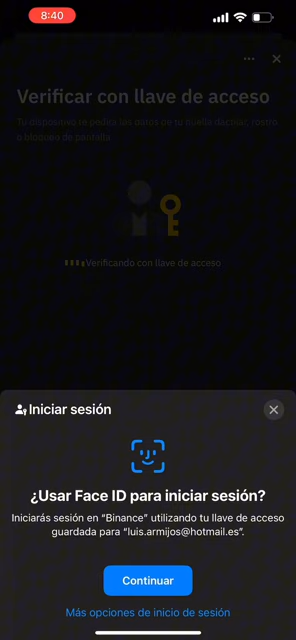 8:40
Verificar con llave de acceso
Tu dispositivo te pedirá los datos de tu huella dactilar, rostro
o bloqueo de pantalla.
Verificando con llave de acceso
Iniciar sesión
¿Usar Face ID para iniciar sesión?
Iniciarás sesión en “Binance” utilizando tu llave de acceso
guardada para “luis.armijos@hotmail.es”.
Continuar
Más opciones de inicio de sesión